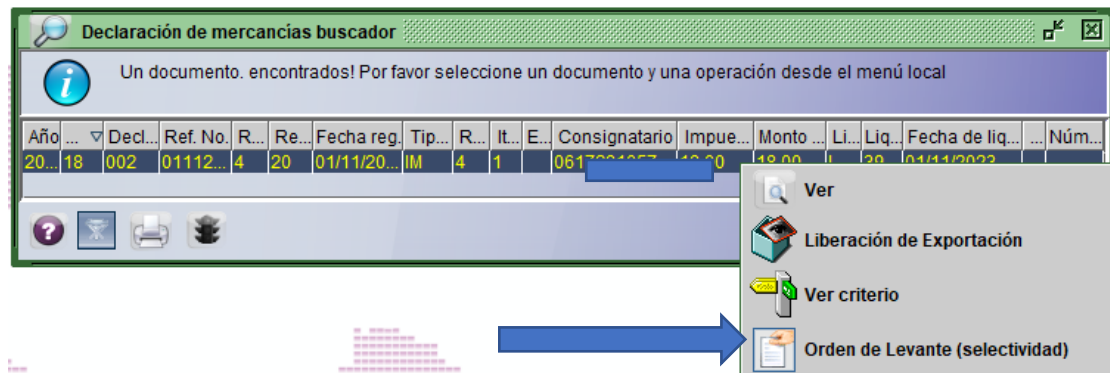 Declaración de mercancías buscador
Un documento. encontrados! Por favor seleccione un documento y una operación desde el menú local
Año ... Decl... Ref. No. R... Re... Fecha reg. Tip... R... It... E... Consignatario Impue... Monto ... Li... Liq... Fecha de liq... ... Núm...
20... 18 002 01112... 4 20 01/11/20... IM 4 1 18.00 39 01/11/2023
Ver
Liberación de Exportación
Ver criterio
Orden de Levante (selectividad)